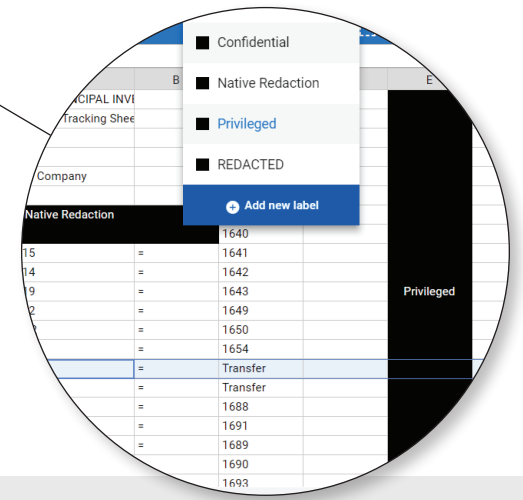 Confidential
B
Native Redaction
E
Tracking Shee
Privileged
REDACTED
Company
Add new label
Native Redaction
1640
15 = 1641
14 = 1642
19 = 1643 Privileged
= 1649
= 1650
= 1654
= Transfer
= Transfer
= 1688
= 1691
= 1689
1690
1693